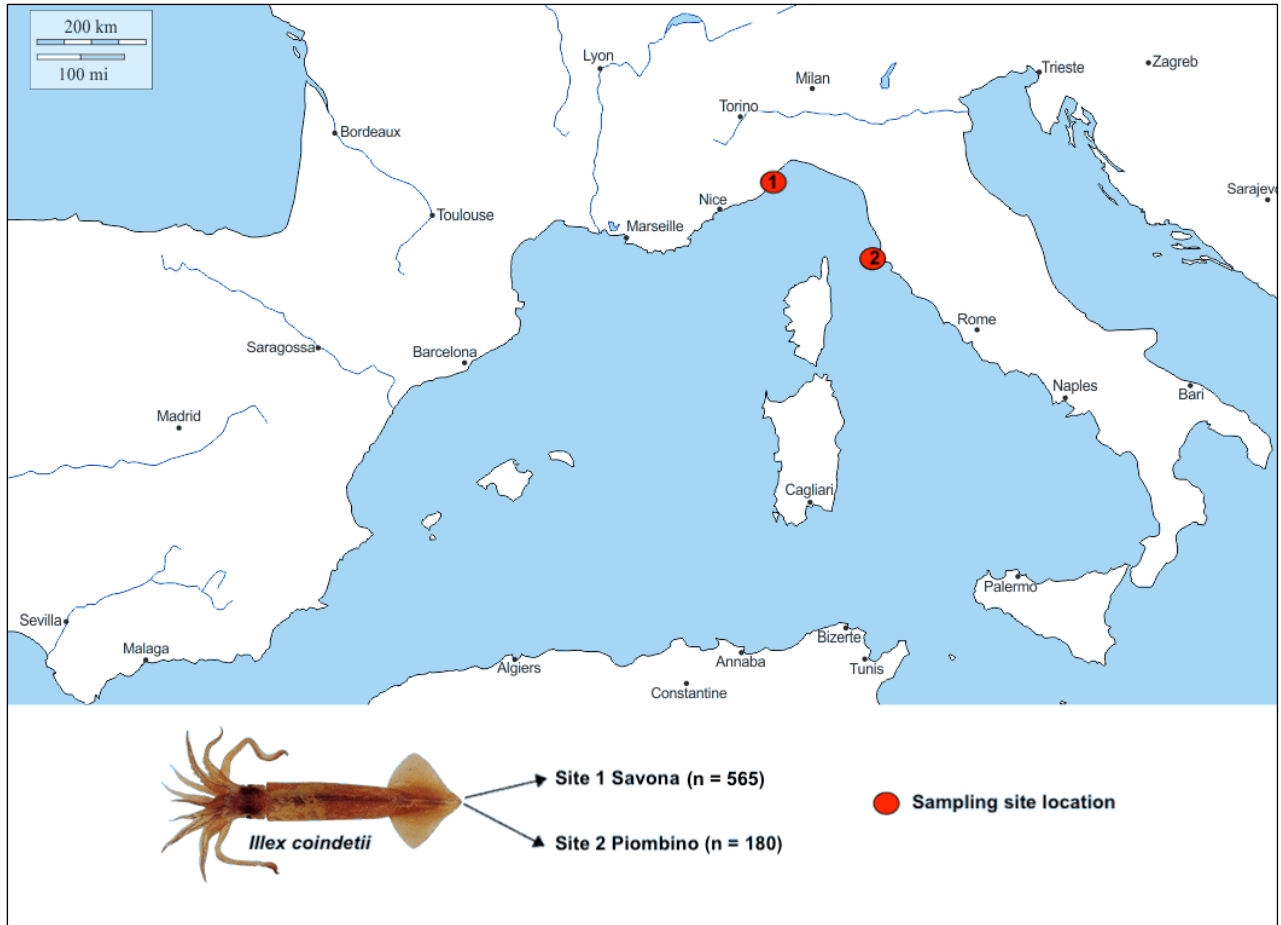 200 km
100 mi
Lyon
Milan
Trieste
Zagreb
Torino
Bordeaux
1
Sarajevo
Nice
Toulouse
Marseille
2
Rome
Saragossa
Barcelona
Naples
Bari
Madrid
Cagliari
Palermo
Sevilla
Bizerte
Malaga
Algiers
Annaba
Tunis
Constantine
Site 1 Savona (n = 565)
Sampling site location
Illex coindetii
Site 2 Piombino (n = 180)